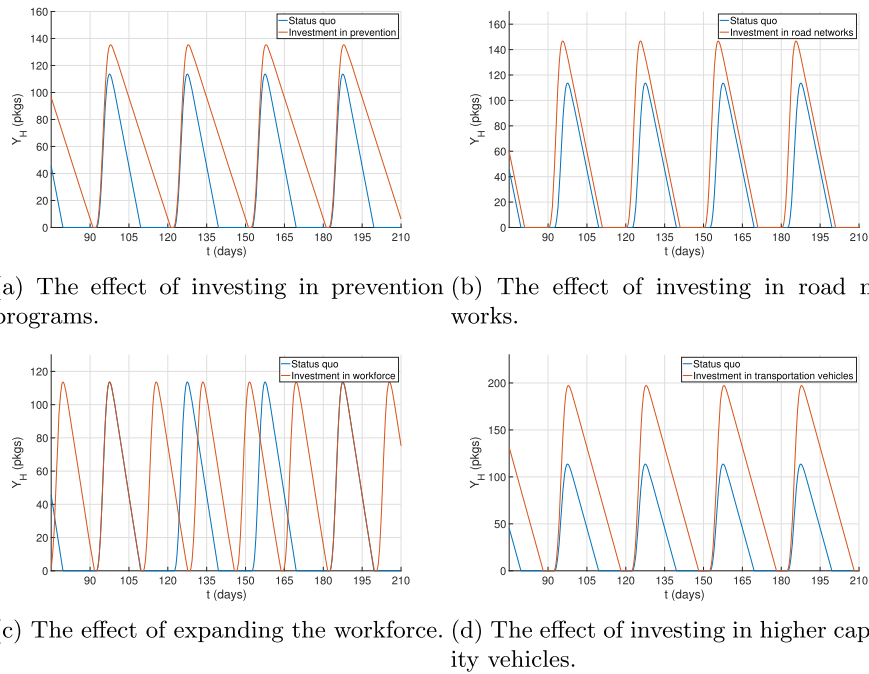 160
140
120
100
80
60
40
20
0
Y_H (pkgs)
Status quo
Investment in prevention
90 105 120 135 150 165 180 195 210
t (days)
160
140
120
100
80
60
40
20
0
Y_H (pkgs)
Status quo
Investment in road networks
90 105 120 135 150 165 180 195 210
t (days)
(a) The effect of investing in prevention
programs.
(b) The effect of investing in road n
works.
120
100
80
60
40
20
0
Y_H (pkgs)
Status quo
Investment in workforce
90 105 120 135 150 165 180 195 210
t (days)
200
150
100
50
0
Y_H (pkgs)
Status quo
Investment in transportation vehicles
90 105 120 135 150 165 180 195 210
t (days)
(c) The effect of expanding the workforce.
(d) The effect of investing in higher cap
ity vehicles.